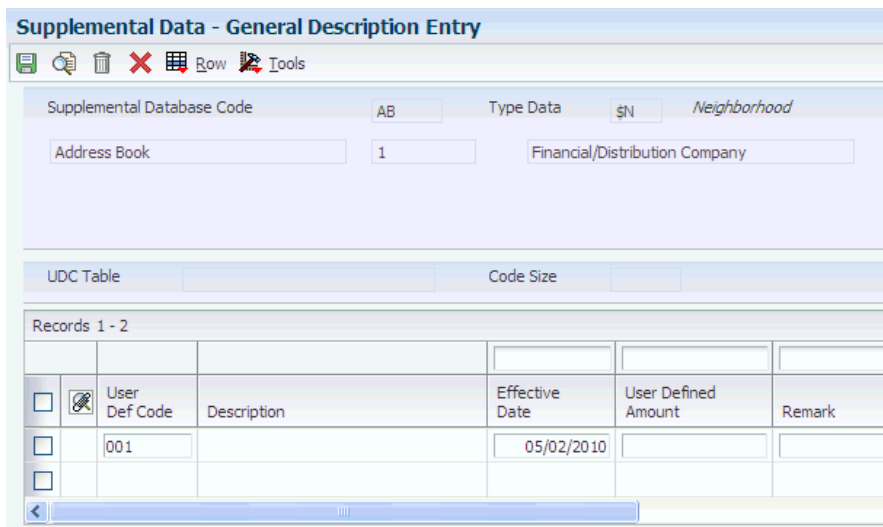 Supplemental Data - General Description Entry
Row Tools
Supplemental Database Code AB Type Data $N Neighborhood
Address Book 1 Financial/Distribution Company
UDC Table Code Size
Records 1 - 2
User Def Code Description Effective Date User Defined Amount Remark
001 05/02/2010